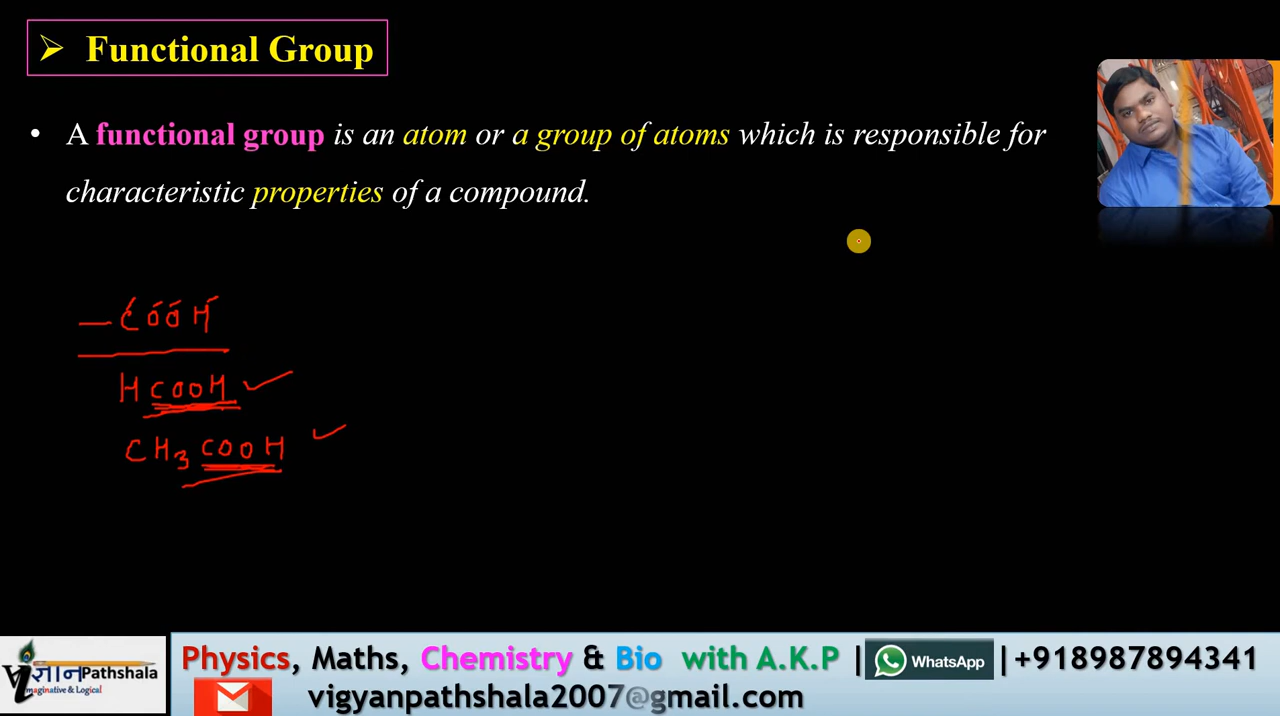 ➢ Functional Group
• A functional group is an atom or a group of atoms which is responsible for
characteristic properties of a compound.
—COOH
HCOOH ✓
CH₃COOH ✓
विज्ञानPathshala
Imaginative & Logical
Physics, Maths, Chemistry & Bio with A.K.P | WhatsApp | +918987894341
vigyanpathshala2007@gmail.com